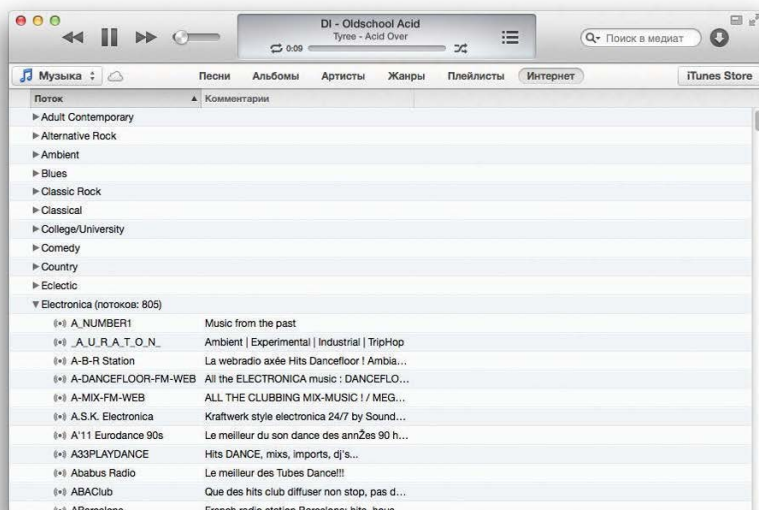 DI - Oldschool Acid
Tyree - Acid Over
0:09
Поиск в медиат
Музыка
Песни Альбомы Артисты Жанры Плейлисты Интернет
iTunes Store
Поток Комментарии
Adult Contemporary
Alternative Rock
Ambient
Blues
Classic Rock
Classical
College/University
Comedy
Country
Eclectic
Electronica (потоков: 805)
A_NUMBER1 Music from the past
_A_U_R_A_T_O_N_ Ambient | Experimental | Industrial | TripHop
A-B-R Station La webradio axée Hits Dancefloor ! Ambia...
A-DANCEFLOOR-FM-WEB All the ELECTRONICA music : DANCEFLO...
A-MIX-FM-WEB ALL THE CLUBBING MIX-MUSIC ! / MEG...
A.S.K. Electronica Kraftwerk style electronica 24/7 by Sound...
A'11 Eurodance 90s Le meilleur du son dance des annŽes 90 h...
A33PLAYDANCE Hits DANCE, mixs, imports, dj's...
Ababus Radio Le meilleur des Tubes Dance!!!
ABAClub Que des hits club diffuser non stop, pas d...